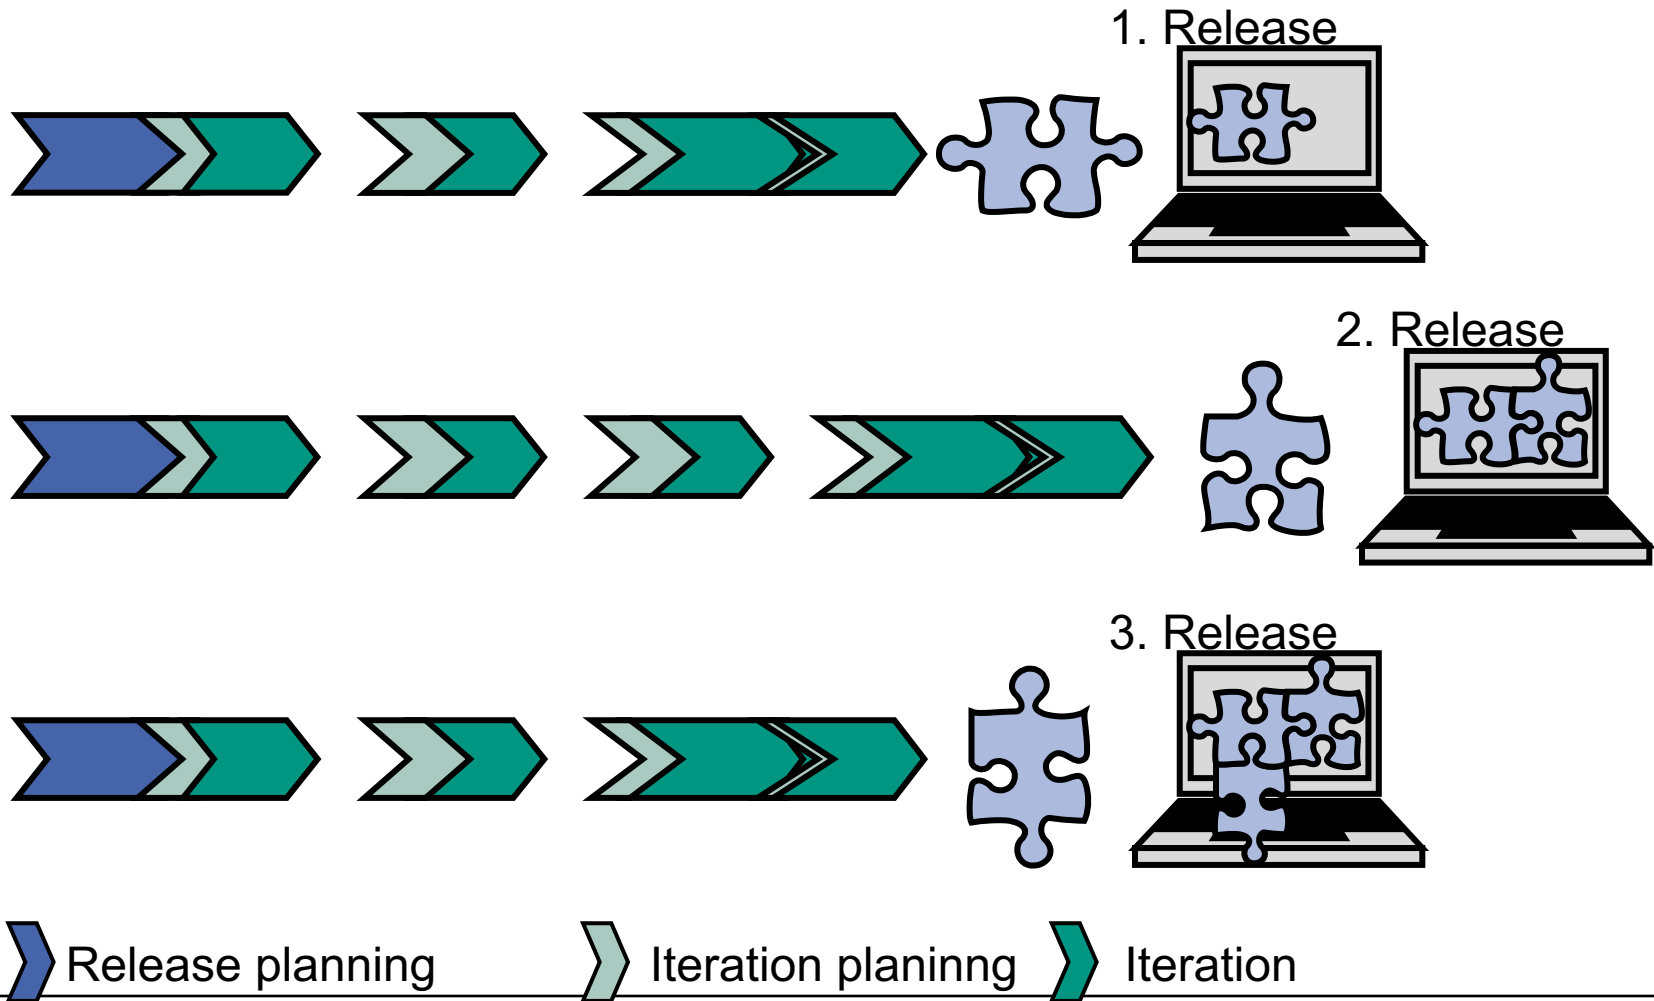 1. Release
2. Release
3. Release
Release planning
Iteration planinng
Iteration